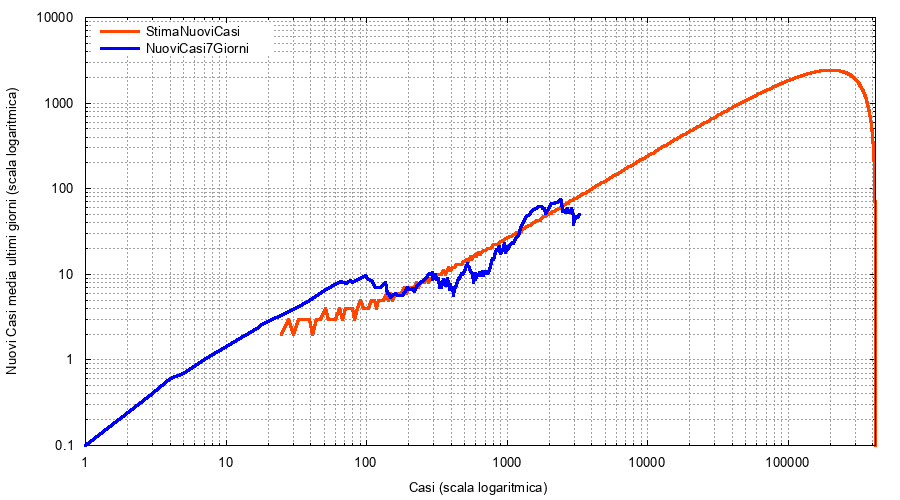 10000
1000
100
10
1
0.1
StimaNuoviCasi
NuoviCasi7Giorni
Nuovi Casi media ultimi giorni (scala logaritmica)
1 10 100 1000 10000 100000
Casi (scala logaritmica)